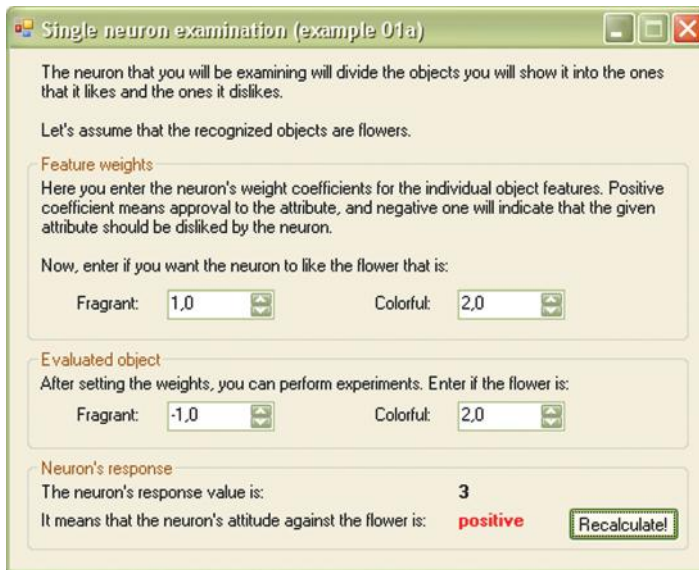 Single neuron examination (example 01a)
The neuron that you will be examining will divide the objects you will show it into the ones
that it likes and the ones it dislikes.
Let's assume that the recognized objects are flowers.
Feature weights
Here you enter the neuron's weight coefficients for the individual object features. Positive
coefficient means approval to the attribute, and negative one will indicate that the given
attribute should be disliked by the neuron.
Now, enter if you want the neuron to like the flower that is:
Fragrant: 1,0 Colorful: 2,0
Evaluated object
After setting the weights, you can perform experiments. Enter if the flower is:
Fragrant: -1,0 Colorful: 2,0
Neuron's response
The neuron's response value is: 3
It means that the neuron's attitude against the flower is: positive Recalculate!